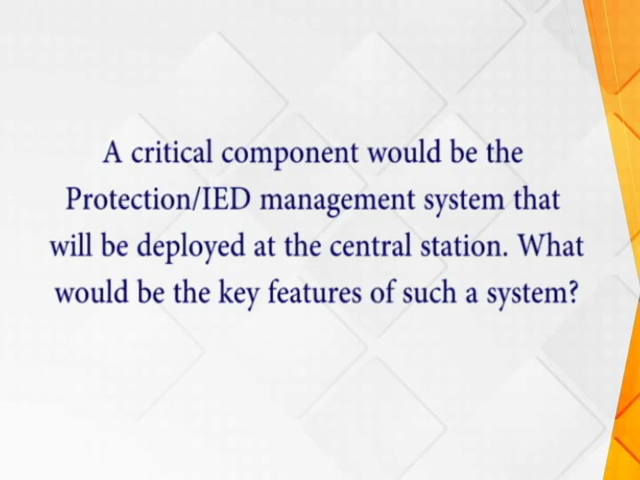 A critical component would be the
Protection/IED management system that
will be deployed at the central station. What
would be the key features of such a system?